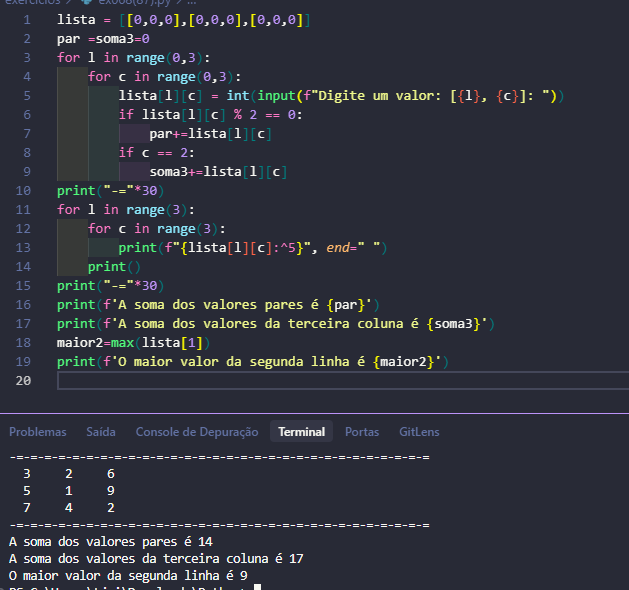 exercicios > ex068(87).py > ...
1 lista = [[0,0,0],[0,0,0],[0,0,0]]
2 par =soma3=0
3 for l in range(0,3):
4 for c in range(0,3):
5 lista[l][c] = int(input(f"Digite um valor: [{l}, {c}]: "))
6 if lista[l][c] % 2 == 0:
7 par+=lista[l][c]
8 if c == 2:
9 soma3+=lista[l][c]
10 print("-="*30)
11 for l in range(3):
12 for c in range(3):
13 print(f"{lista[l][c]:^5}", end=" ")
14 print()
15 print("-="*30)
16 print(f'A soma dos valores pares é {par}')
17 print(f'A soma dos valores da terceira coluna é {soma3}')
18 maior2=max(lista[1])
19 print(f'O maior valor da segunda linha é {maior2}')
20
Problemas Saída Console de Depuração Terminal Portas GitLens
-=-=-=-=-=-=-=-=-=-=-=-=-=-=-=-=-=-=-=-=-=-=-=-=-=-=-=-=-=-=
3 2 6
5 1 9
7 4 2
-=-=-=-=-=-=-=-=-=-=-=-=-=-=-=-=-=-=-=-=-=-=-=-=-=-=-=-=-=-=
A soma dos valores pares é 14
A soma dos valores da terceira coluna é 17
O maior valor da segunda linha é 9